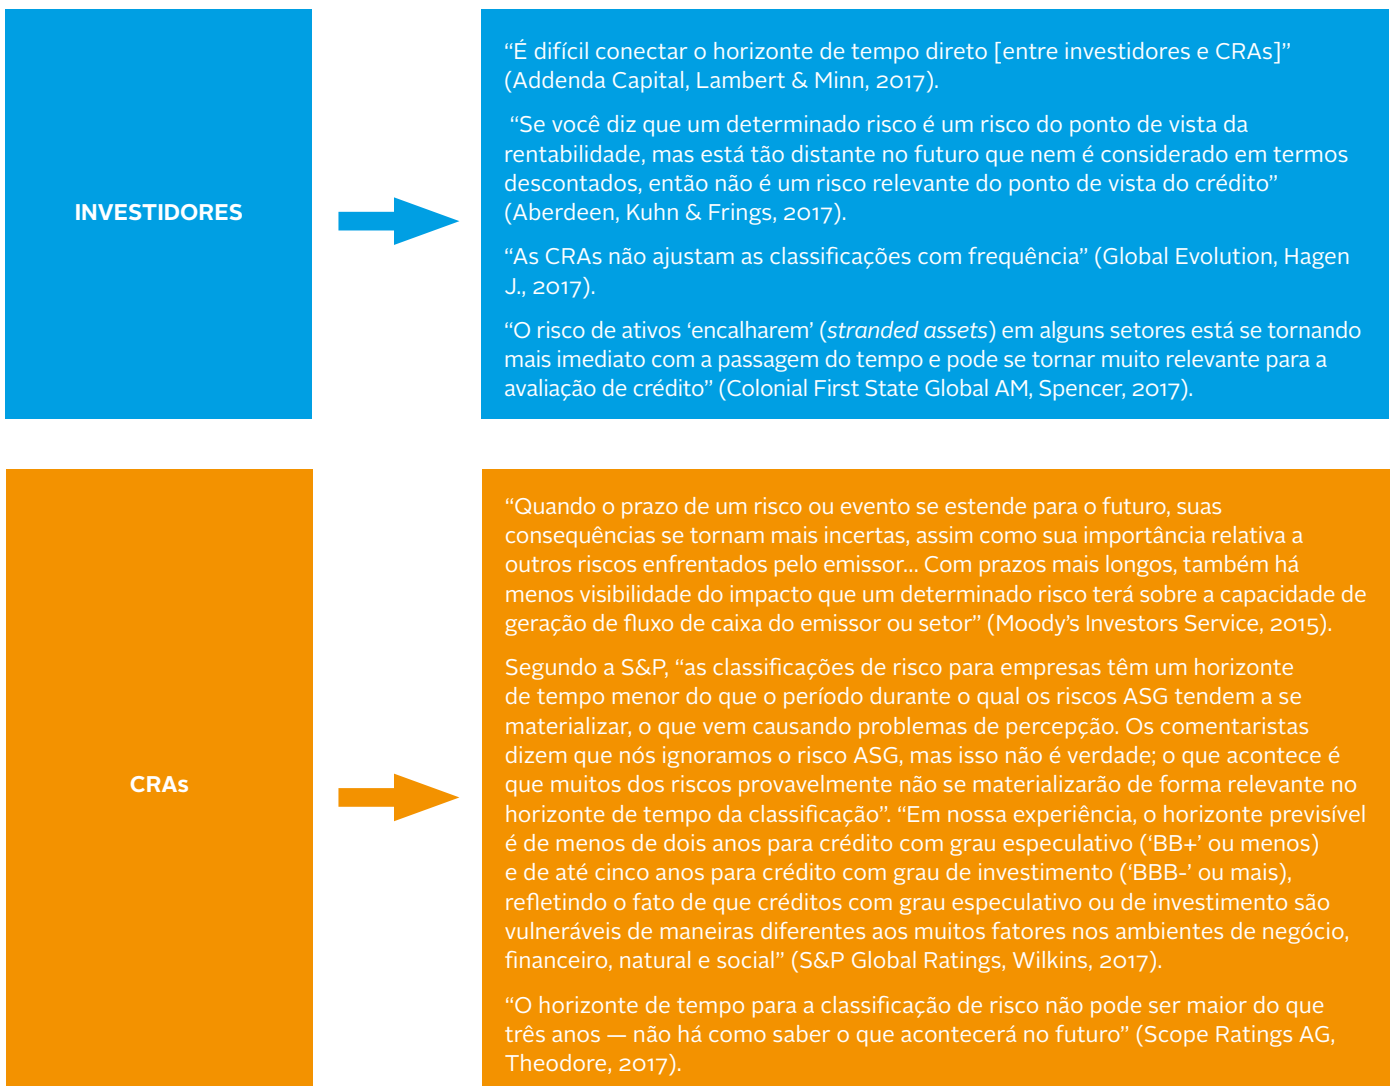 INVESTIDORES
“É difícil conectar o horizonte de tempo direto [entre investidores e CRAs]”
(Addenda Capital, Lambert & Minn, 2017).
“Se você diz que um determinado risco é um risco do ponto de vista da
rentabilidade, mas está tão distante no futuro que nem é considerado em termos
descontados, então não é um risco relevante do ponto de vista do crédito”
(Aberdeen, Kuhn & Frings, 2017).
“As CRAs não ajustam as classificações com frequência” (Global Evolution, Hagen
J., 2017).
“O risco de ativos ‘encalharem’ (stranded assets) em alguns setores está se tornando
mais imediato com a passagem do tempo e pode se tornar muito relevante para a
avaliação de crédito” (Colonial First State Global AM, Spencer, 2017).
CRAs
“Quando o prazo de um risco ou evento se estende para o futuro, suas
consequências se tornam mais incertas, assim como sua importância relativa a
outros riscos enfrentados pelo emissor... Com prazos mais longos, também há
menos visibilidade do impacto que um determinado risco terá sobre a capacidade de
geração de fluxo de caixa do emissor ou setor” (Moody’s Investors Service, 2015).
Segundo a S&P, “as classificações de risco para empresas têm um horizonte
de tempo menor do que o período durante o qual os riscos ASG tendem a se
materializar, o que vem causando problemas de percepção. Os comentaristas
dizem que nós ignoramos o risco ASG, mas isso não é verdade; o que acontece é
que muitos dos riscos provavelmente não se materializarão de forma relevante no
horizonte de tempo da classificação”. “Em nossa experiência, o horizonte previsível
é de menos de dois anos para crédito com grau especulativo (‘BB+’ ou menos)
e de até cinco anos para crédito com grau de investimento (‘BBB-’ ou mais),
refletindo o fato de que créditos com grau especulativo ou de investimento são
vulneráveis de maneiras diferentes aos muitos fatores nos ambientes de negócio,
financeiro, natural e social” (S&P Global Ratings, Wilkins, 2017).
“O horizonte de tempo para a classificação de risco não pode ser maior do que
três anos — não há como saber o que acontecerá no futuro” (Scope Ratings AG,
Theodore, 2017).